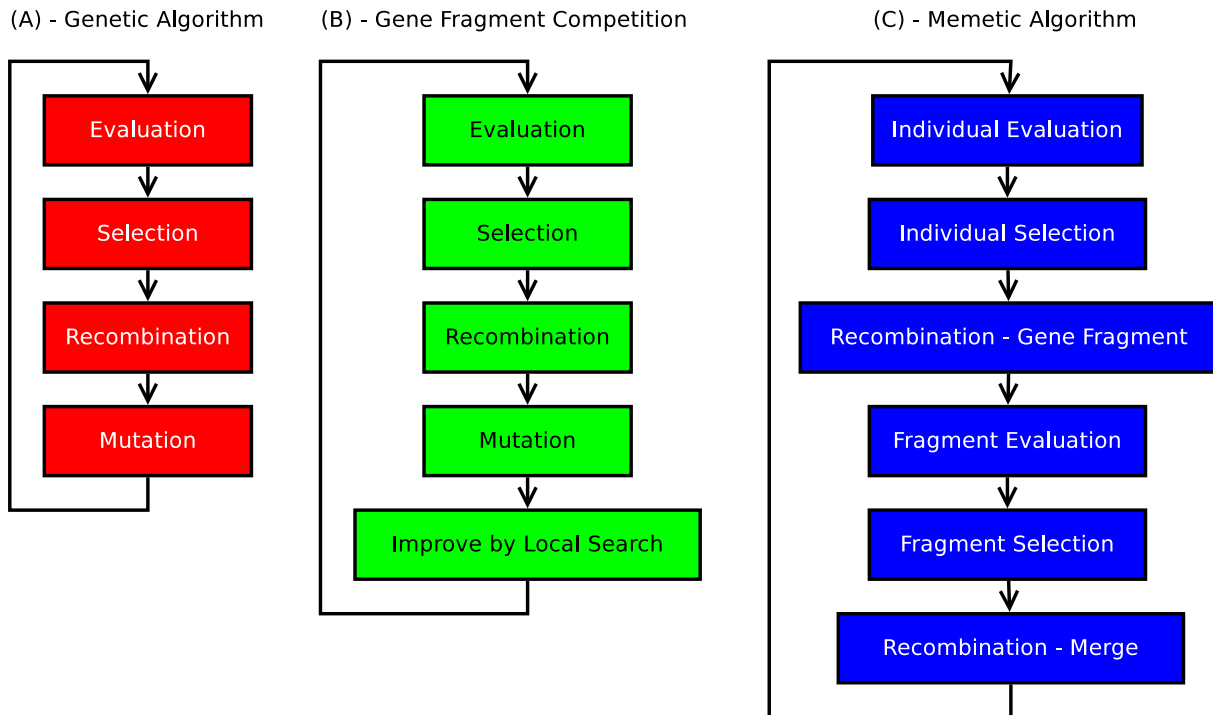 (A) - Genetic Algorithm
Evaluation
Selection
Recombination
Mutation
(B) - Gene Fragment Competition
Evaluation
Selection
Recombination
Mutation
Improve by Local Search
(C) - Memetic Algorithm
Individual Evaluation
Individual Selection
Recombination - Gene Fragment
Fragment Evaluation
Fragment Selection
Recombination - Merge